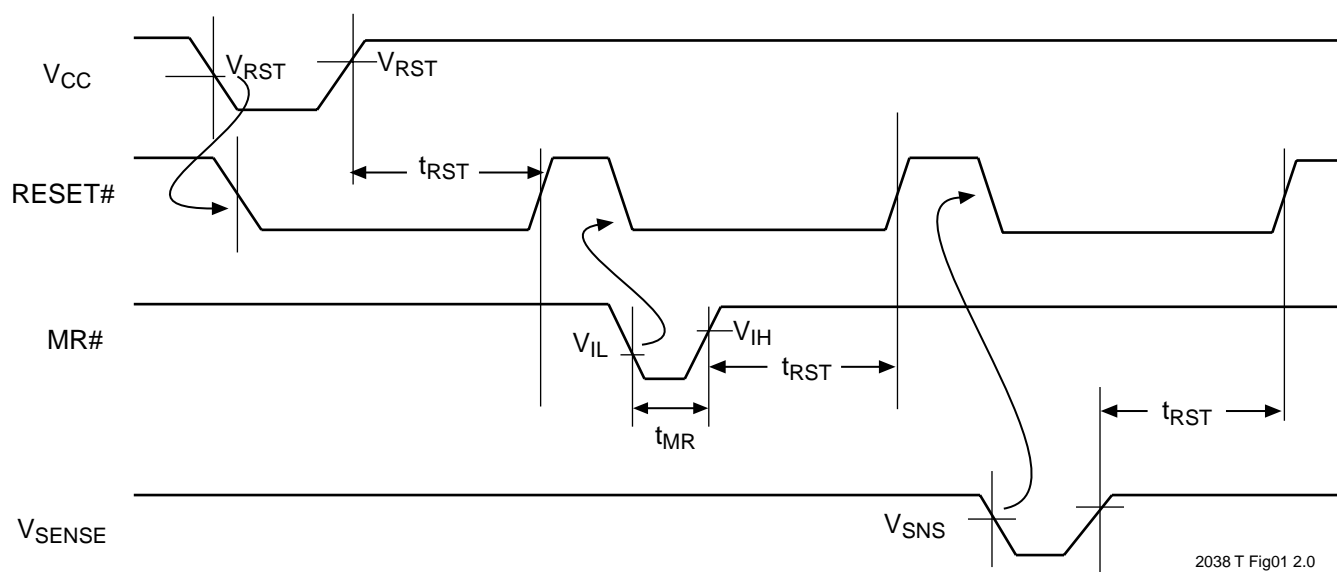 VCC
VRST
VRST
RESET#
tRST
MR#
VIL
VIH
tRST
tMR
tRST
VSENSE
VSNS
2038 T Fig01 2.0